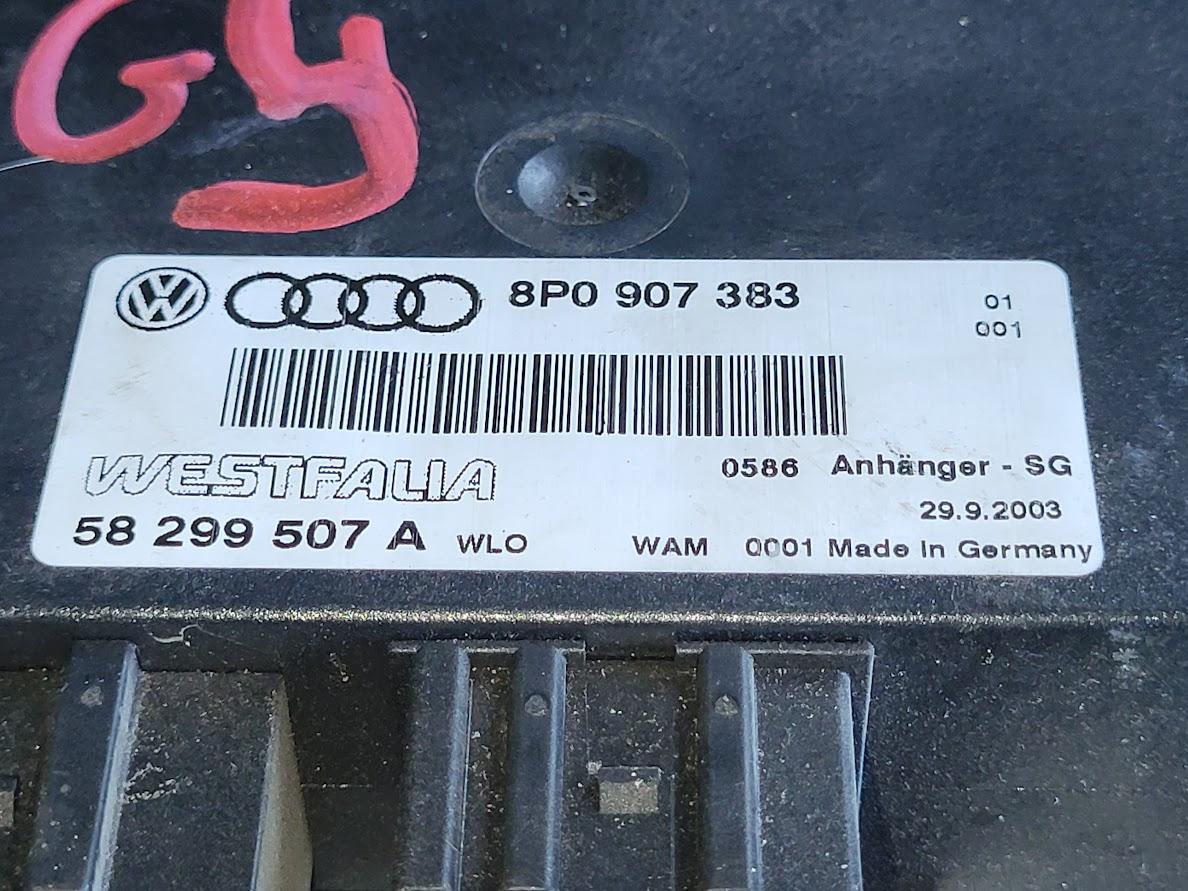 G4
8P0 907 383
01
001
WESTFALIA
0586 Anhänger - SG
29.9.2003
58 299 507 A WLO WAM 0001 Made In Germany